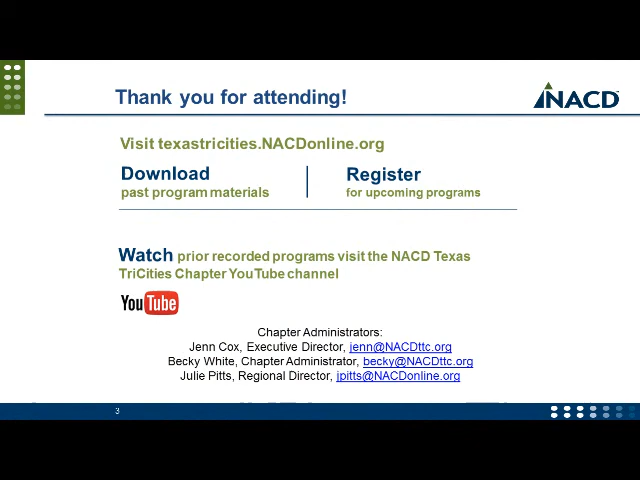 Thank you for attending!
NACD
Visit texastricities.NACDonline.org
Download
past program materials
Register
for upcoming programs
Watch prior recorded programs visit the NACD Texas
TriCities Chapter YouTube channel
YouTube
Chapter Administrators:
Jenn Cox, Executive Director, jenn@NACDttc.org
Becky White, Chapter Administrator, becky@NACDttc.org
Julie Pitts, Regional Director, jpitts@NACDonline.org
3